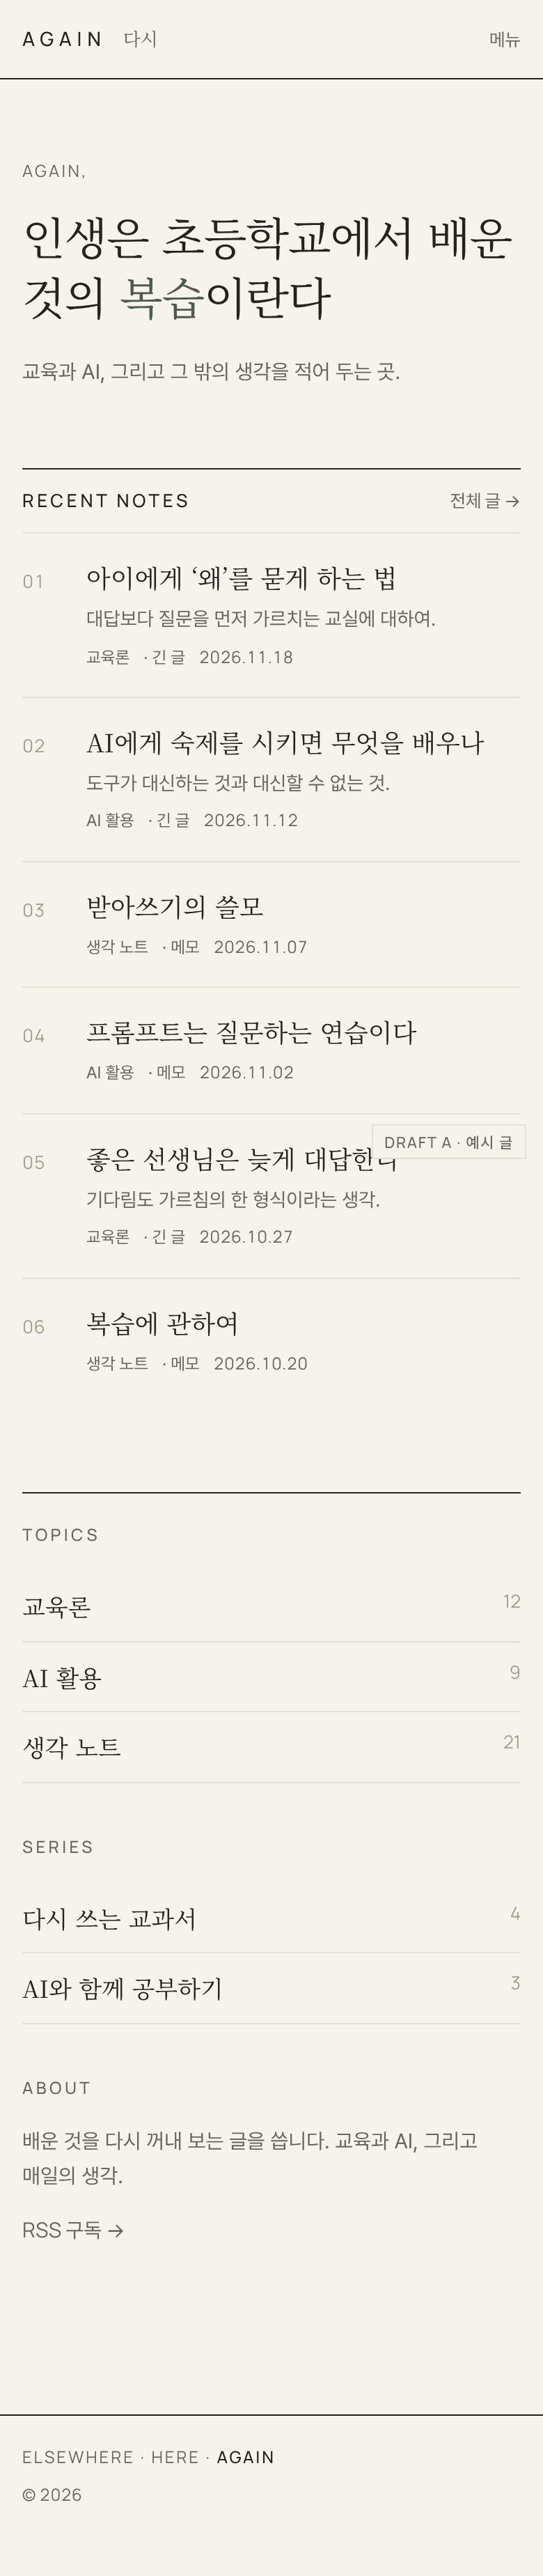 AGAIN 다시 메뉴
AGAIN,
인생은 초등학교에서 배운
것의 복습이란다
교육과 AI, 그리고 그 밖의 생각을 적어 두는 곳.
RECENT NOTES 전체 글 →
01 아이에게 ‘왜’를 묻게 하는 법
대답보다 질문을 먼저 가르치는 교실에 대하여.
교육론 · 긴 글 2026.11.18
02 AI에게 숙제를 시키면 무엇을 배우나
도구가 대신하는 것과 대신할 수 없는 것.
AI 활용 · 긴 글 2026.11.12
03 받아쓰기의 쓸모
생각 노트 · 메모 2026.11.07
04 프롬프트는 질문하는 연습이다
AI 활용 · 메모 2026.11.02
DRAFT A · 예시 글
05 좋은 선생님은 늦게
기다림도 가르침의 한 형식이라는 생각.
교육론 · 긴 글 2026.10.27
06 복습에 관하여
생각 노트 · 메모 2026.10.20
TOPICS
교육론 12
AI 활용 9
생각 노트 21
SERIES
다시 쓰는 교과서 4
AI와 함께 공부하기 3
ABOUT
배운 것을 다시 꺼내 보는 글을 씁니다. 교육과 AI, 그리고
매일의 생각.
RSS 구독 →
ELSEWHERE · HERE · AGAIN
© 2026